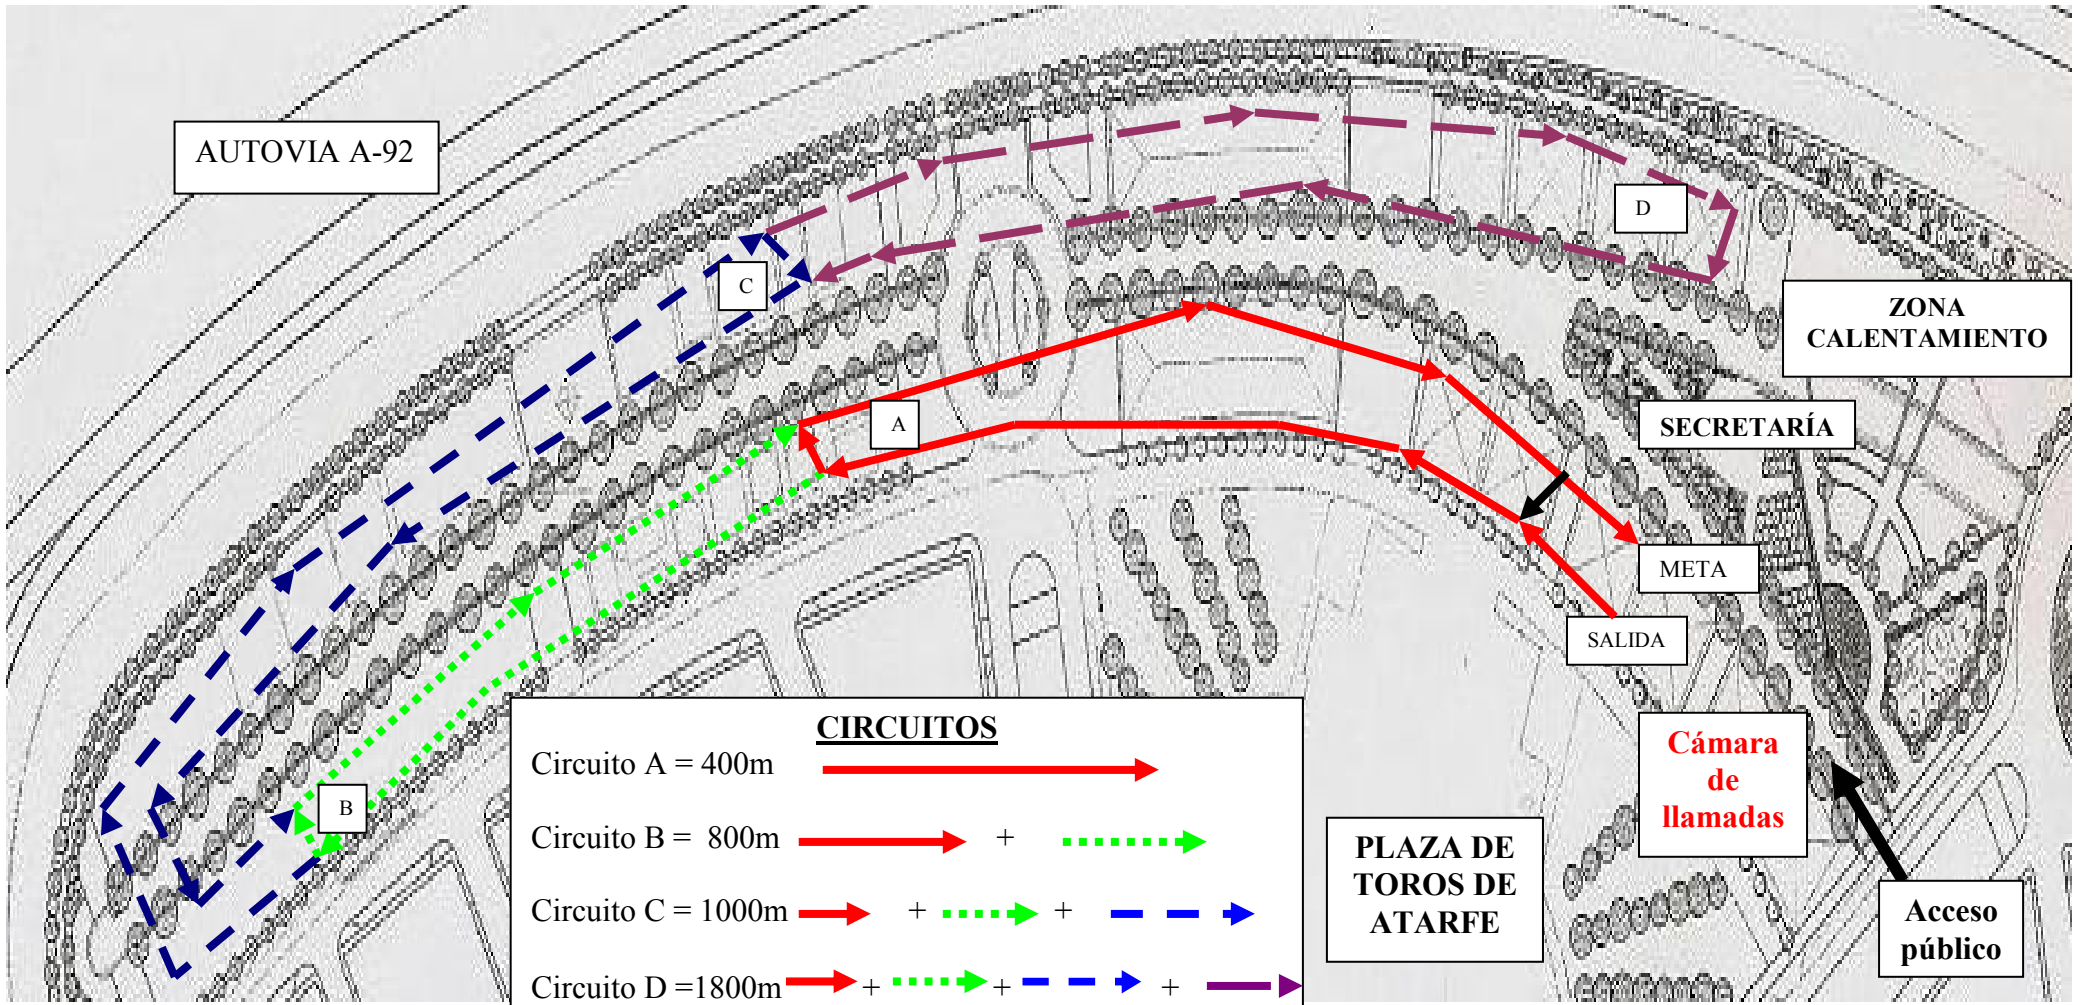 AUTOVIA A-92
D
C
ZONA
CALENTAMIENTO
A
SECRETARÍA
META
SALIDA
B
CIRCUITOS
Circuito A = 400m
Circuito B = 800m +
Circuito C = 1000m + +
Circuito D =1800m + + +
PLAZA DE
TOROS DE
ATARFE
Cámara
de
llamadas
Acceso
público